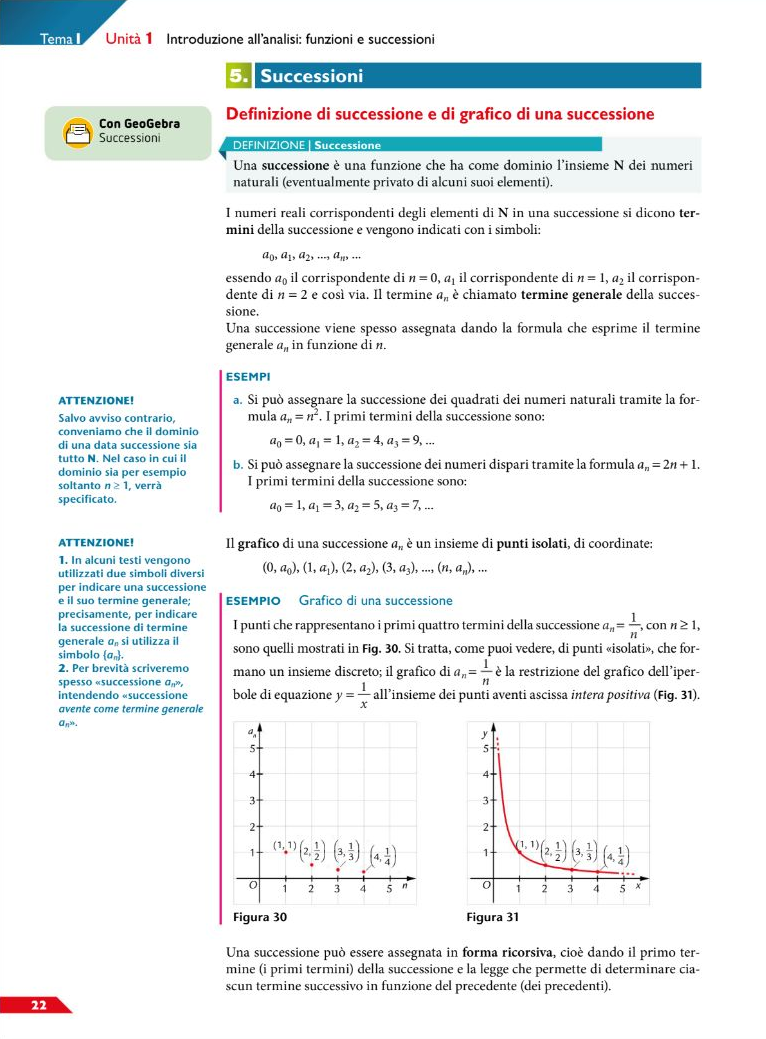 Tema I Unità 1 Introduzione all'analisi: funzioni e successioni
5. Successioni
Con GeoGebra
Successioni
Definizione di successione e di grafico di una successione
DEFINIZIONE | Successione
Una successione è una funzione che ha come dominio l'insieme N dei numeri
naturali (eventualmente privato di alcuni suoi elementi).
I numeri reali corrispondenti degli elementi di N in una successione si dicono ter-
mini della successione e vengono indicati con i simboli:
a₀, a₁, a₂, ..., aₙ, ...
essendo a₀ il corrispondente di n = 0, a₁ il corrispondente di n = 1, a₂ il corrispon-
dente di n = 2 e così via. Il termine aₙ è chiamato termine generale della succes-
sione.
Una successione viene spesso assegnata dando la formula che esprime il termine
generale aₙ in funzione di n.
ESEMPI
a. Si può assegnare la successione dei quadrati dei numeri naturali tramite la for-
mula aₙ = n². I primi termini della successione sono:
a₀ = 0, a₁ = 1, a₂ = 4, a₃ = 9, ...
b. Si può assegnare la successione dei numeri dispari tramite la formula aₙ = 2n + 1.
I primi termini della successione sono:
a₀ = 1, a₁ = 3, a₂ = 5, a₃ = 7, ...
ATTENZIONE!
Salvo avviso contrario,
conveniamo che il dominio
di una data successione sia
tutto N. Nel caso in cui il
dominio sia per esempio
soltanto n ≥ 1, verrà
specificato.
ATTENZIONE!
1. In alcuni testi vengono
utilizzati due simboli diversi
per indicare una successione
e il suo termine generale;
precisamente, per indicare
la successione di termine
generale aₙ si utilizza il
simbolo {aₙ}.
2. Per brevità scriveremo
spesso «successione aₙ»,
intendendo «successione
avente come termine generale
aₙ».
Il grafico di una successione aₙ è un insieme di punti isolati, di coordinate:
(0, a₀), (1, a₁), (2, a₂), (3, a₃), ..., (n, aₙ), ...
ESEMPIO Grafico di una successione
I punti che rappresentano i primi quattro termini della successione aₙ = 1/n, con n ≥ 1,
sono quelli mostrati in Fig. 30. Si tratta, come puoi vedere, di punti «isolati», che for-
mano un insieme discreto; il grafico di aₙ = 1/n è la restrizione del grafico dell'iper-
bole di equazione y = 1/x all'insieme dei punti aventi ascissa intera positiva (Fig. 31).
aₙ
5
4
3
2
1
(1, 1) (2, 1/2) (3, 1/3) (4, 1/4)
O 1 2 3 4 5 n
Figura 30
y
5
4
3
2
1
(1, 1) (2, 1/2) (3, 1/3) (4, 1/4)
O 1 2 3 4 5 x
Figura 31
Una successione può essere assegnata in forma ricorsiva, cioè dando il primo ter-
mine (i primi termini) della successione e la legge che permette di determinare cia-
scun termine successivo in funzione del precedente (dei precedenti).
22